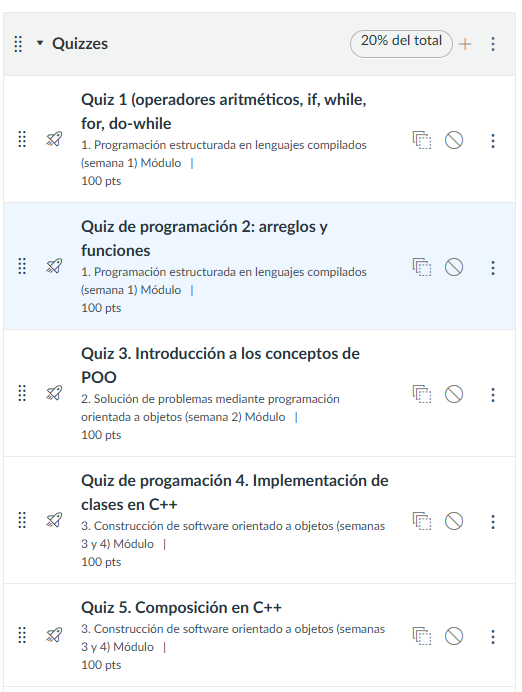 Quizzes
20% del total
Quiz 1 (operadores aritméticos, if, while,
for, do-while
1. Programación estructurada en lenguajes compilados
(semana 1) Módulo |
100 pts
Quiz de programación 2: arreglos y
funciones
1. Programación estructurada en lenguajes compilados
(semana 1) Módulo |
100 pts
Quiz 3. Introducción a los conceptos de
POO
2. Solución de problemas mediante programación
orientada a objetos (semana 2) Módulo |
100 pts
Quiz de progamación 4. Implementación de
clases en C++
3. Construcción de software orientado a objetos (semanas
3 y 4) Módulo |
100 pts
Quiz 5. Composición en C++
3. Construcción de software orientado a objetos (semanas
3 y 4) Módulo |
100 pts